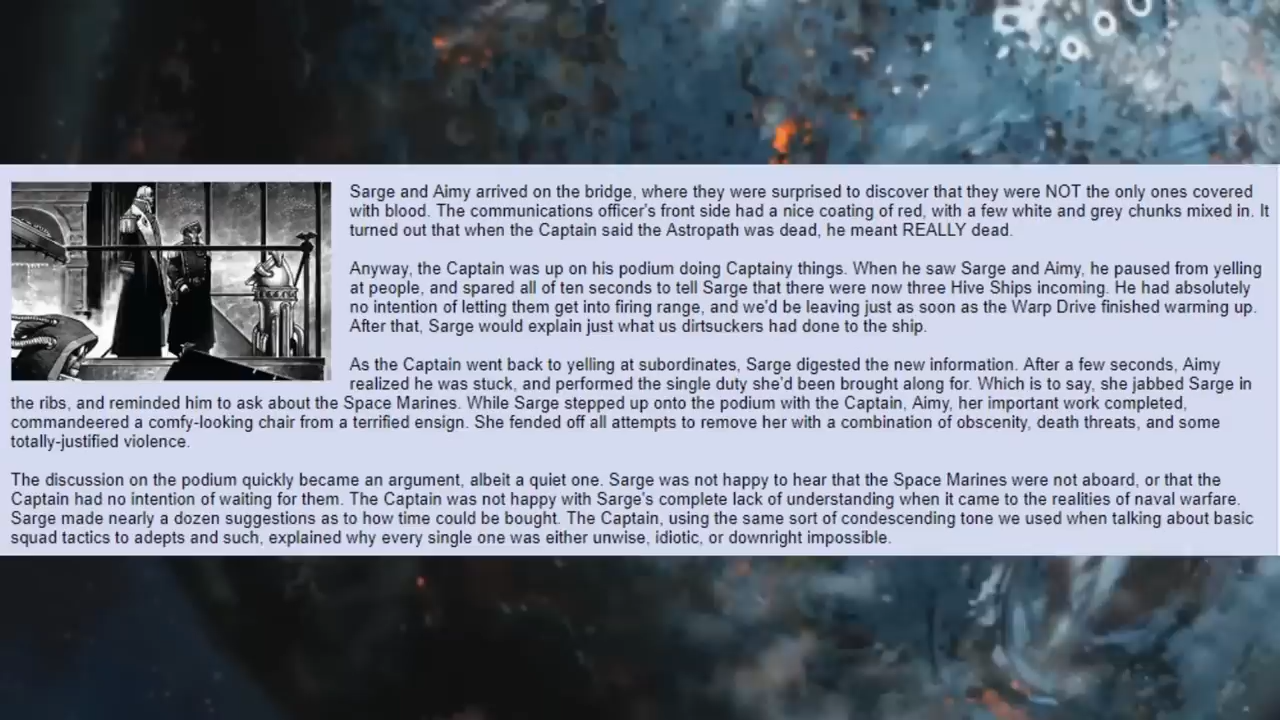 Sarge and Aimy arrived on the bridge, where they were surprised to discover that they were NOT the only ones covered
with blood. The communications officer's front side had a nice coating of red, with a few white and grey chunks mixed in. It
turned out that when the Captain said the Astropath was dead, he meant REALLY dead.
Anyway, the Captain was up on his podium doing Captainy things. When he saw Sarge and Aimy, he paused from yelling
at people, and spared all of ten seconds to tell Sarge that there were now three Hive Ships incoming. He had absolutely
no intention of letting them get into firing range, and we'd be leaving just as soon as the Warp Drive finished warming up.
After that, Sarge would explain just what us dirtsuckers had done to the ship.
As the Captain went back to yelling at subordinates, Sarge digested the new information. After a few seconds, Aimy
realized he was stuck, and performed the single duty she'd been brought along for. Which is to say, she jabbed Sarge in
the ribs, and reminded him to ask about the Space Marines. While Sarge stepped up onto the podium with the Captain, Aimy, her important work completed,
commandeered a comfy-looking chair from a terrified ensign. She fended off all attempts to remove her with a combination of obscenity, death threats, and some
totally-justified violence.
The discussion on the podium quickly became an argument, albeit a quiet one. Sarge was not happy to hear that the Space Marines were not aboard, or that the
Captain had no intention of waiting for them. The Captain was not happy with Sarge's complete lack of understanding when it came to the realities of naval warfare.
Sarge made nearly a dozen suggestions as to how time could be bought. The Captain, using the same sort of condescending tone we used when talking about basic
squad tactics to adepts and such, explained why every single one was either unwise, idiotic, or downright impossible.